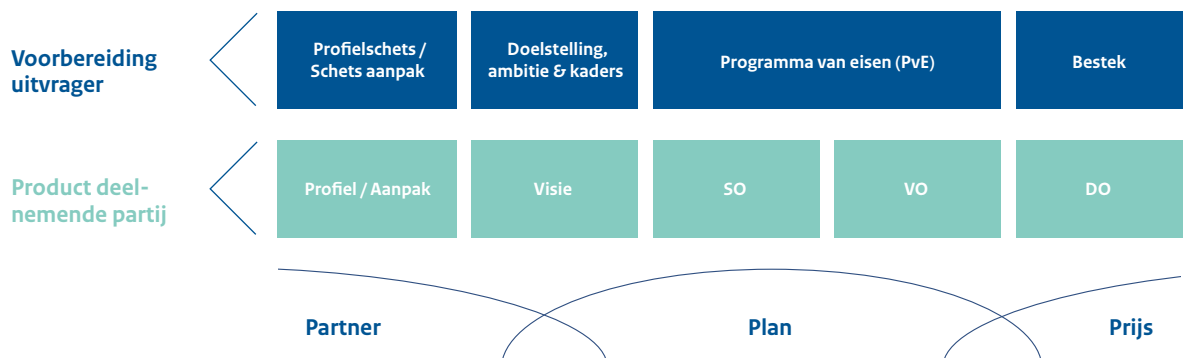 Voorbereiding
uitvrager
Profielschets /
Schets aanpak
Doelstelling,
ambitie & kaders
Programma van eisen (PvE)
Bestek
Product deel-
nemende partij
Profiel / Aanpak
Visie
SO
VO
DO
Partner
Plan
Prijs